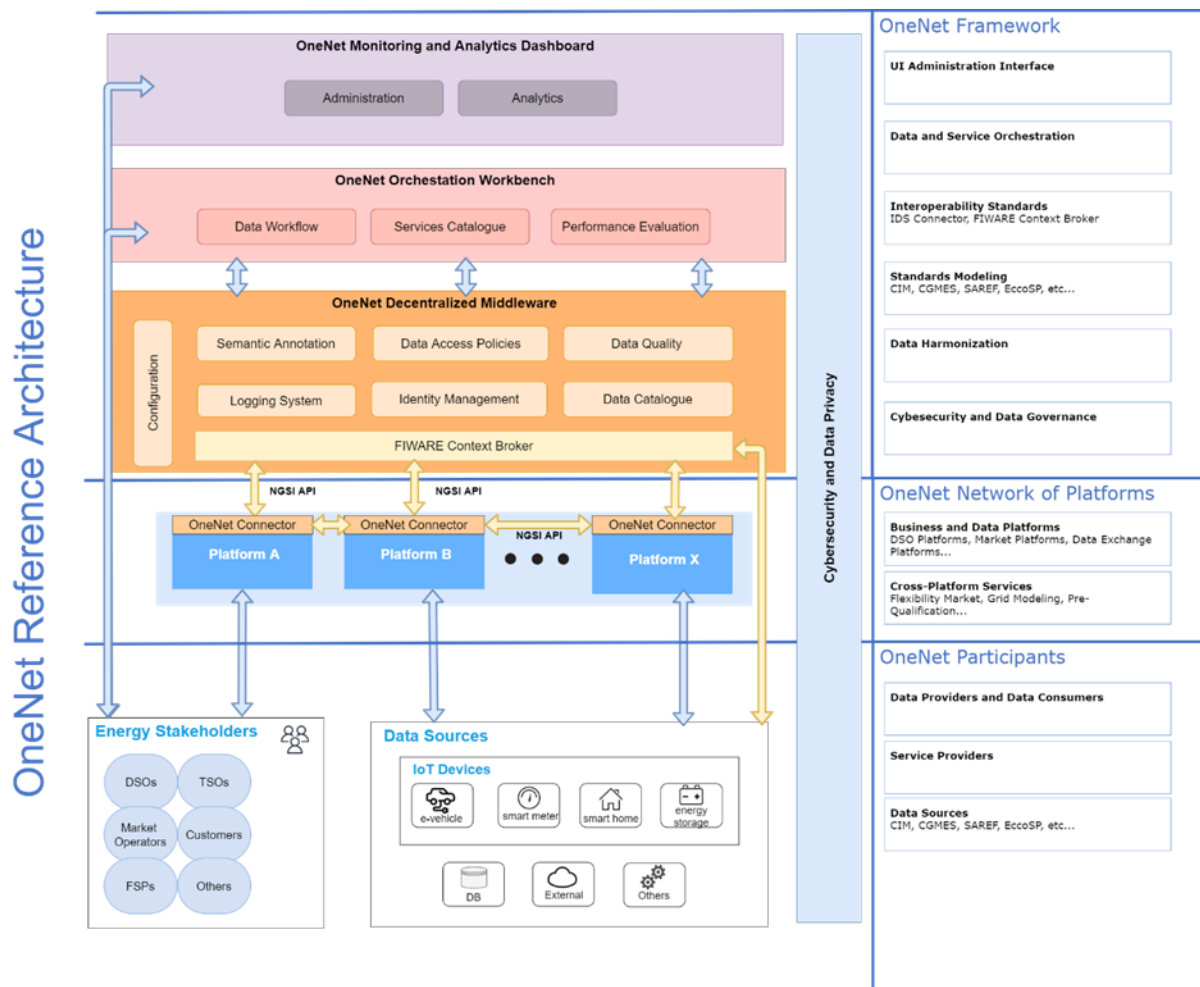 OneNet Reference Architecture
OneNet Monitoring and Analytics Dashboard
Administration
Analytics
OneNet Orchestation Workbench
Data Workflow
Services Catalogue
Performance Evaluation
OneNet Decentralized Middleware
Configuration
Semantic Annotation
Data Access Policies
Data Quality
Logging System
Identity Management
Data Catalogue
FIWARE Context Broker
NGSI API
NGSI API
OneNet Connector
OneNet Connector
OneNet Connector
NGSI API
Platform A
Platform B
Platform X
Cybersecurity and Data Privacy
Energy Stakeholders
DSOs
TSOs
Market
Operators
Customers
FSPs
Others
Data Sources
IoT Devices
e-vehicle
smart meter
smart home
energy
storage
DB
External
Others
OneNet Framework
UI Administration Interface
Data and Service Orchestration
Interoperability Standards
IDS Connector, FIWARE Context Broker
Standards Modeling
CIM, CGMES, SAREF, EccoSP, etc...
Data Harmonization
Cybesecurity and Data Governance
OneNet Network of Platforms
Business and Data Platforms
DSO Platforms, Market Platforms, Data Exchange
Platforms...
Cross-Platform Services
Flexibility Market, Grid Modeling, Pre-
Qualification...
OneNet Participants
Data Providers and Data Consumers
Service Providers
Data Sources
CIM, CGMES, SAREF, EccoSP, etc...